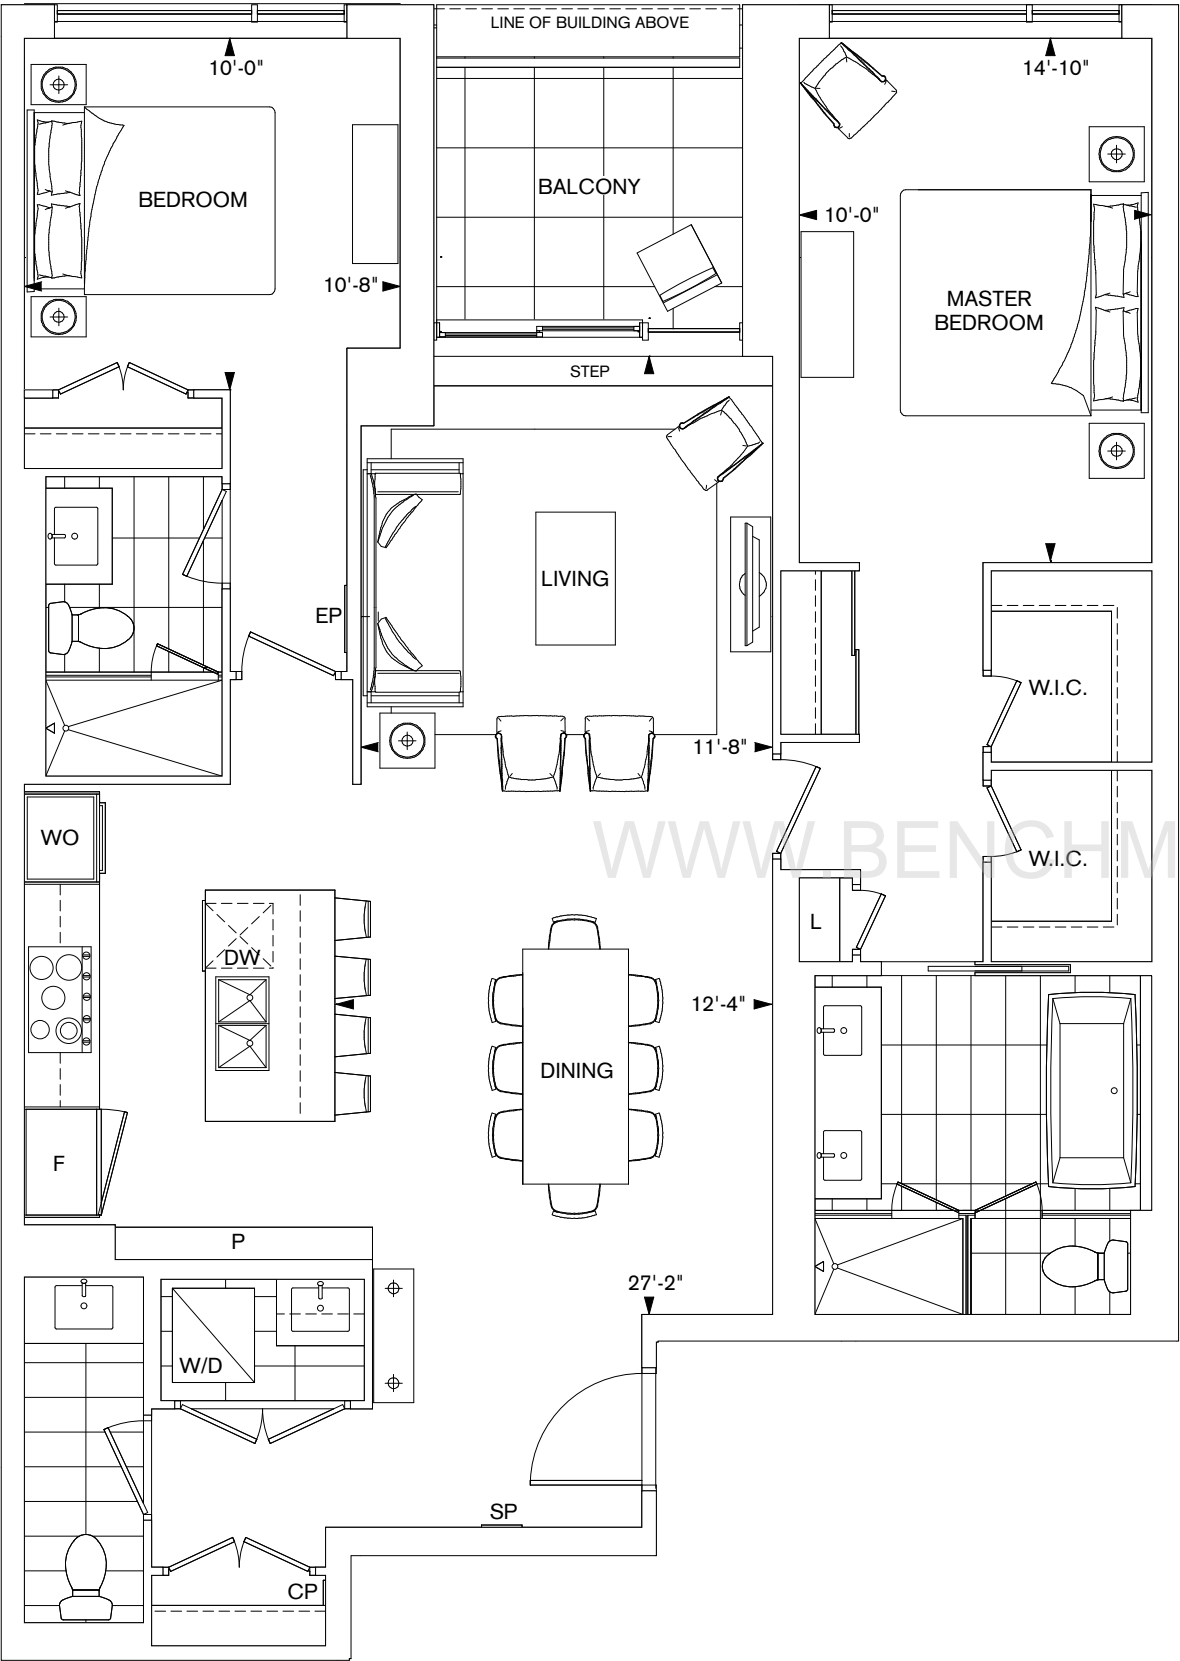 LINE OF BUILDING ABOVE
10'-0"
14'-10"
BALCONY
BEDROOM
10'-0"
10'-8"
MASTER
BEDROOM
STEP
LIVING
EP
W.I.C.
11'-8"
WO
WWW.BENCHM
W.I.C.
L
DW
12'-4"
DINING
F
P
27'-2"
W/D
SP
CP